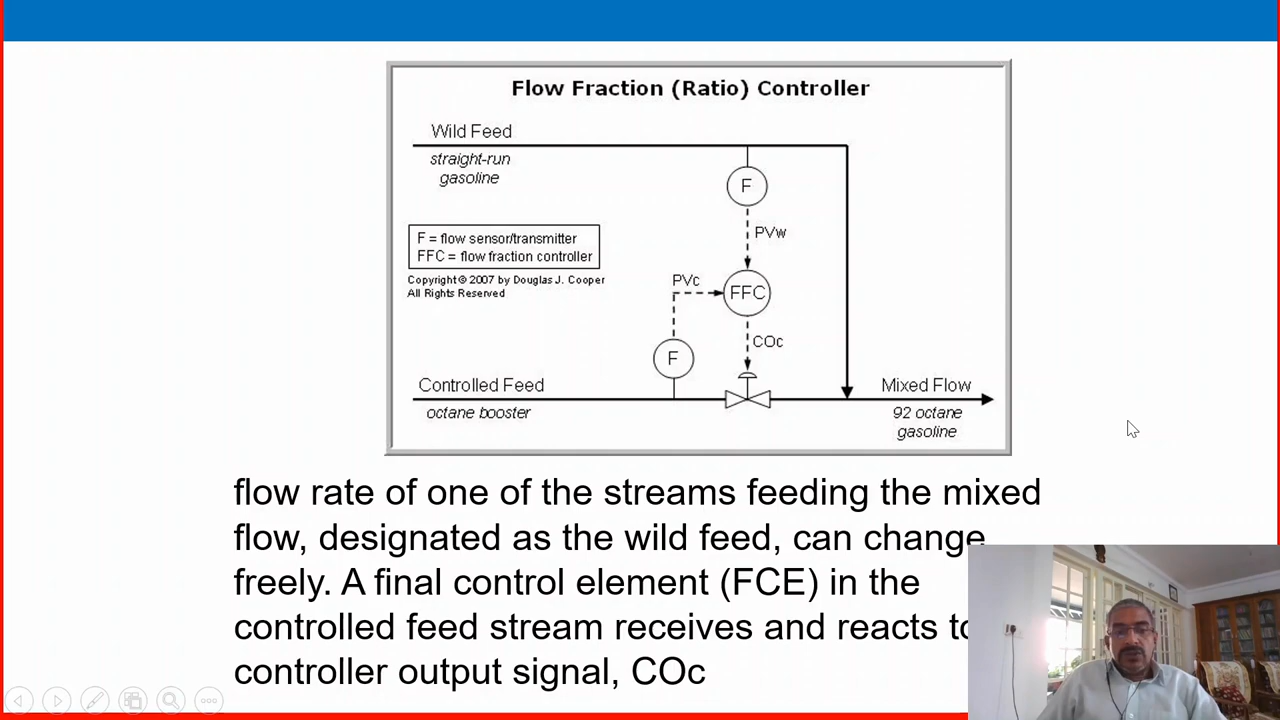 Flow Fraction (Ratio) Controller
Wild Feed
straight-run
gasoline
F
PVw
F = flow sensor/transmitter
FFC = flow fraction controller
Copyright © 2007 by Douglas J. Cooper
All Rights Reserved
PVc
FFC
COc
F
Controlled Feed
octane booster
Mixed Flow
92 octane
gasoline
flow rate of one of the streams feeding the mixed
flow, designated as the wild feed, can change
freely. A final control element (FCE) in the
controlled feed stream receives and reacts to
controller output signal, COc